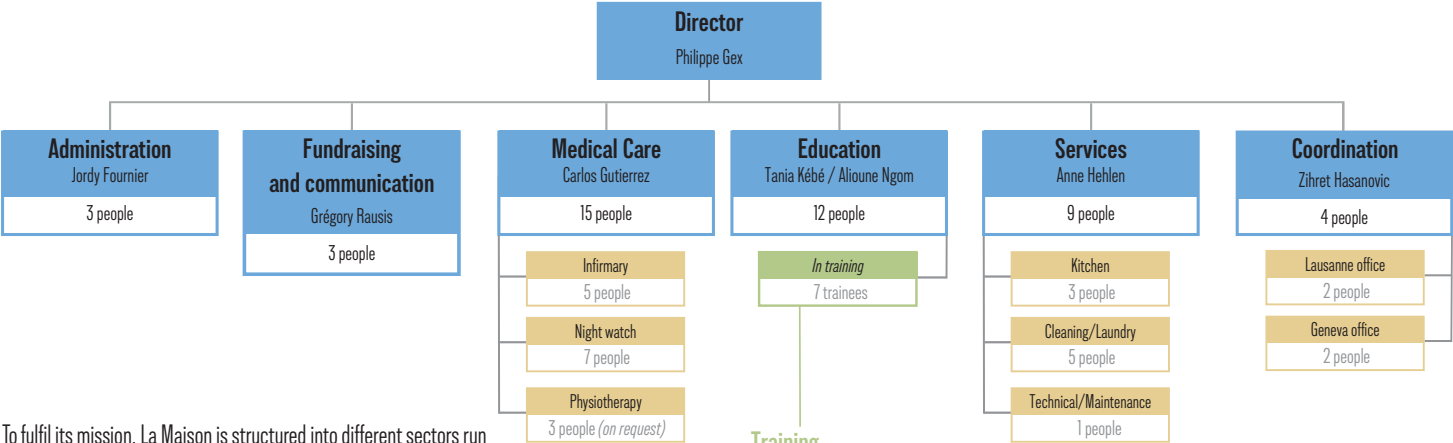 Director
Philippe Gex
Administration
Jordy Fournier
3 people
Fundraising
and communication
Grégory Rausis
3 people
Medical Care
Carlos Gutierrez
15 people
Infirmary
5 people
Night watch
7 people
Physiotherapy
3 people (on request)
Education
Tania Kébé / Alioune Ngom
12 people
In training
7 trainees
Training
Services
Anne Hehlen
9 people
Kitchen
3 people
Cleaning/Laundry
5 people
Technical/Maintenance
1 people
Coordination
Zihret Hasanovic
4 people
Lausanne office
2 people
Geneva office
2 people
To fulfil its mission, La Maison is structured into different sectors run